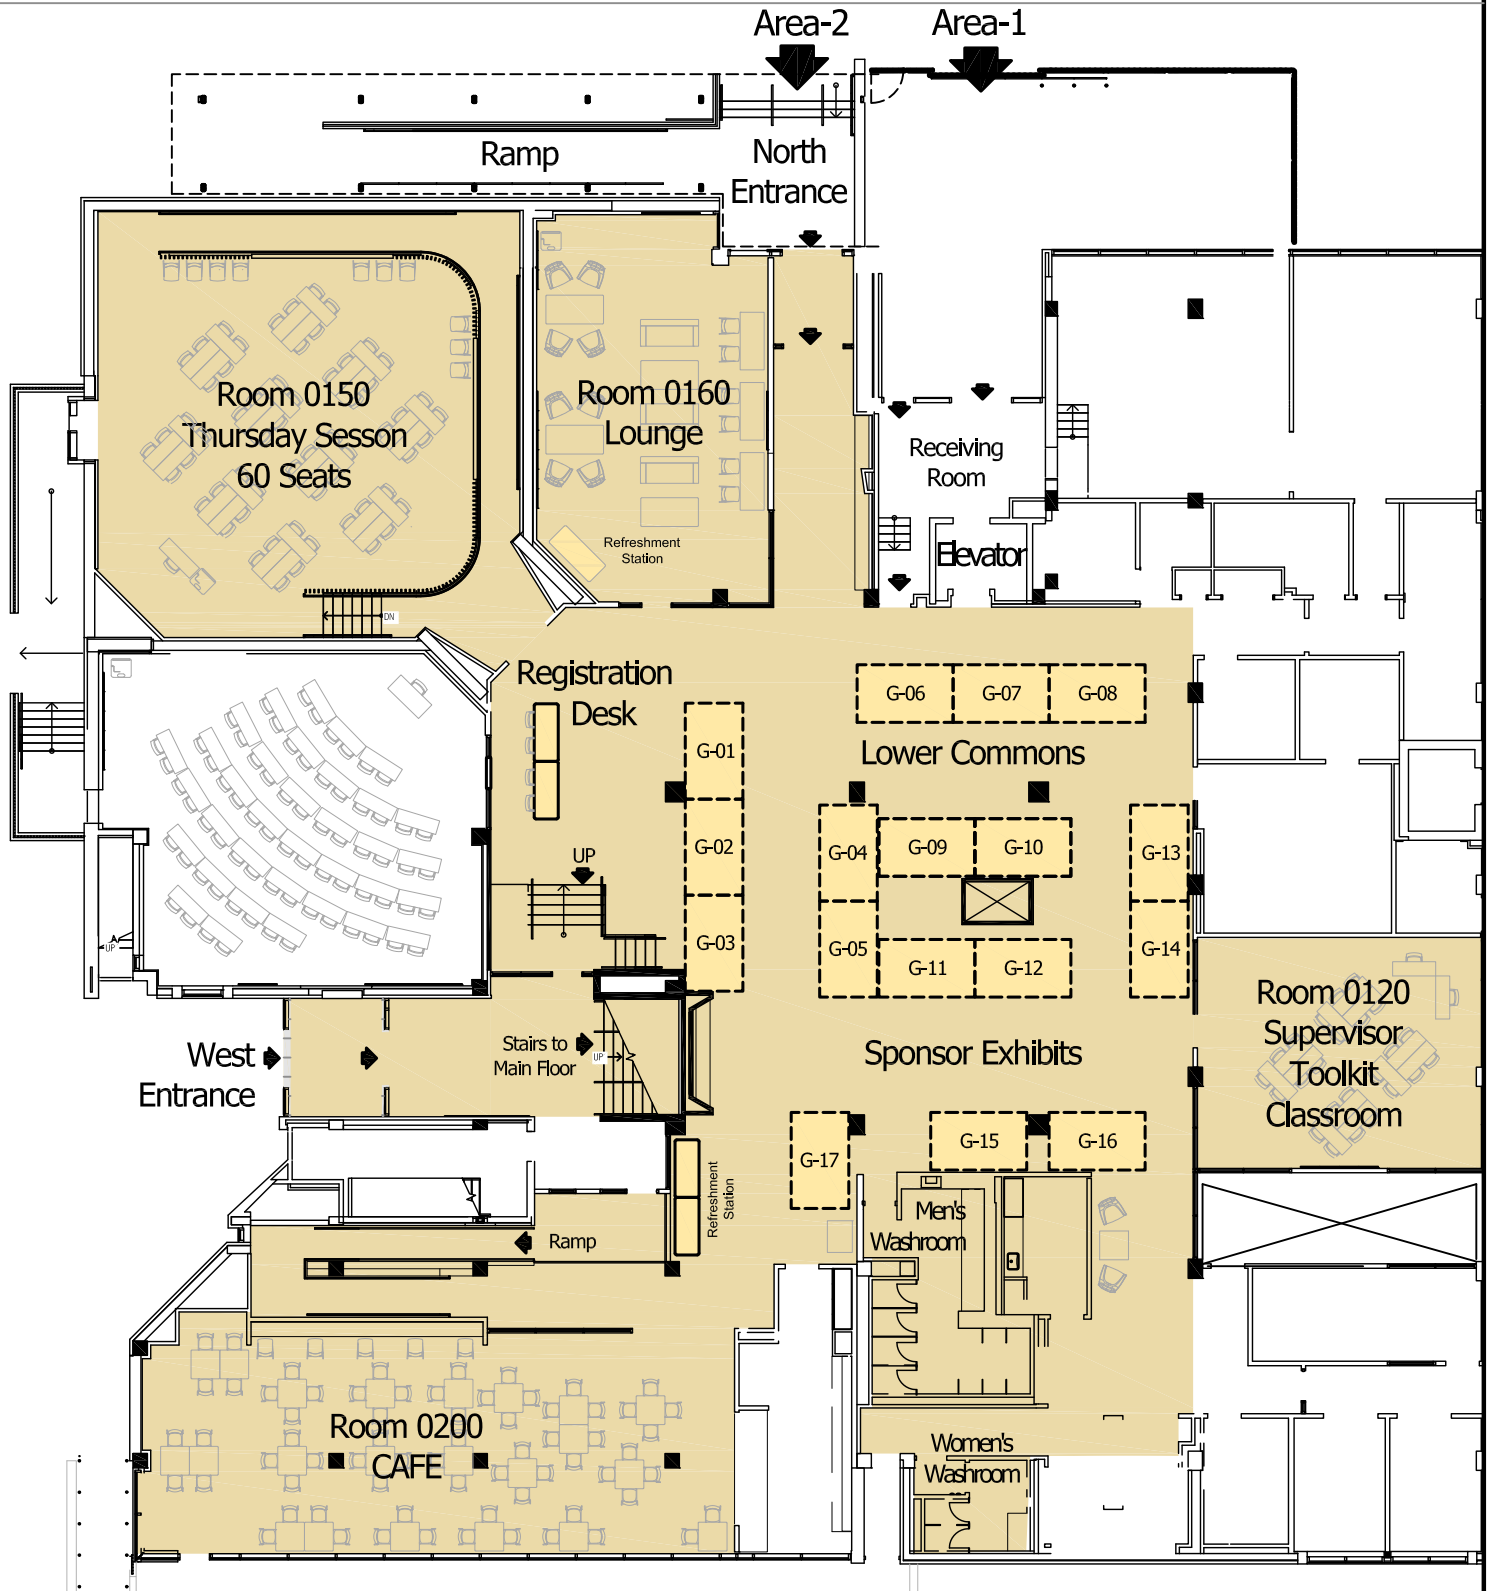 Area-2
Area-1
Ramp
North
Entrance
Room 0150
Thursday Sesson
60 Seats
Room 0160
Lounge
Refreshment
Station
Receiving
Room
Elevator
DN
Registration
Desk
G-06
G-07
G-08
Lower Commons
G-01
G-02
G-03
G-04
G-05
G-09
G-10
G-11
G-12
G-13
G-14
UP
UP
Room 0120
Supervisor
Toolkit
Classroom
West
Entrance
Stairs to
Main Floor
UP
Sponsor Exhibits
G-15
G-16
G-17
Refreshment
Station
Men's
Washroom
Ramp
Room 0200
CAFE
Women's
Washroom